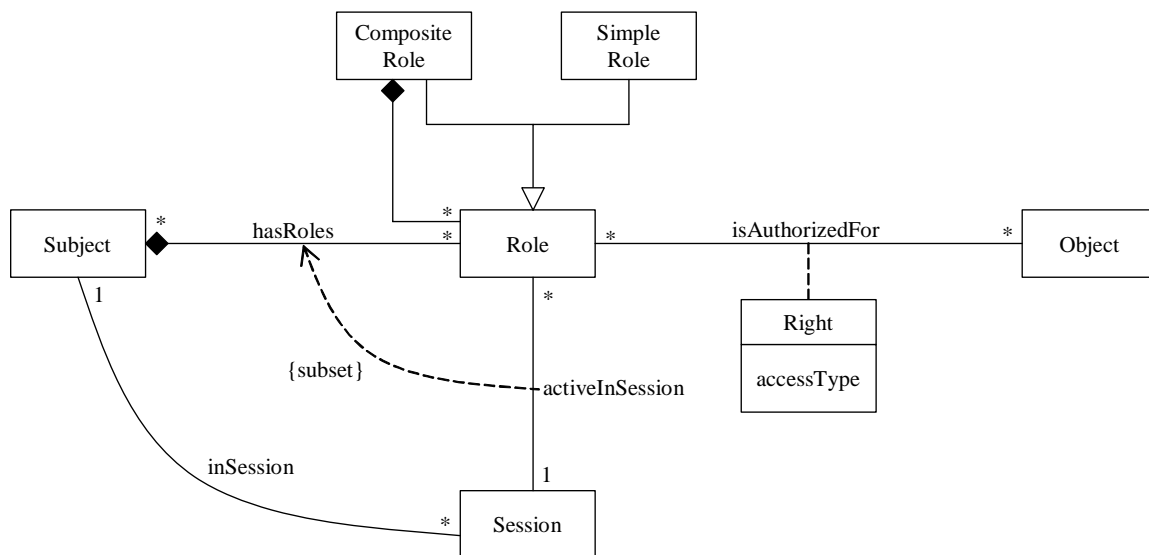 Composite
Role
Simple
Role
*
*
hasRoles
*
*
isAuthorizedFor
*
Subject
Role
Object
1
*
Right
{subset}
activeInSession
accessType
inSession
1
*
Session